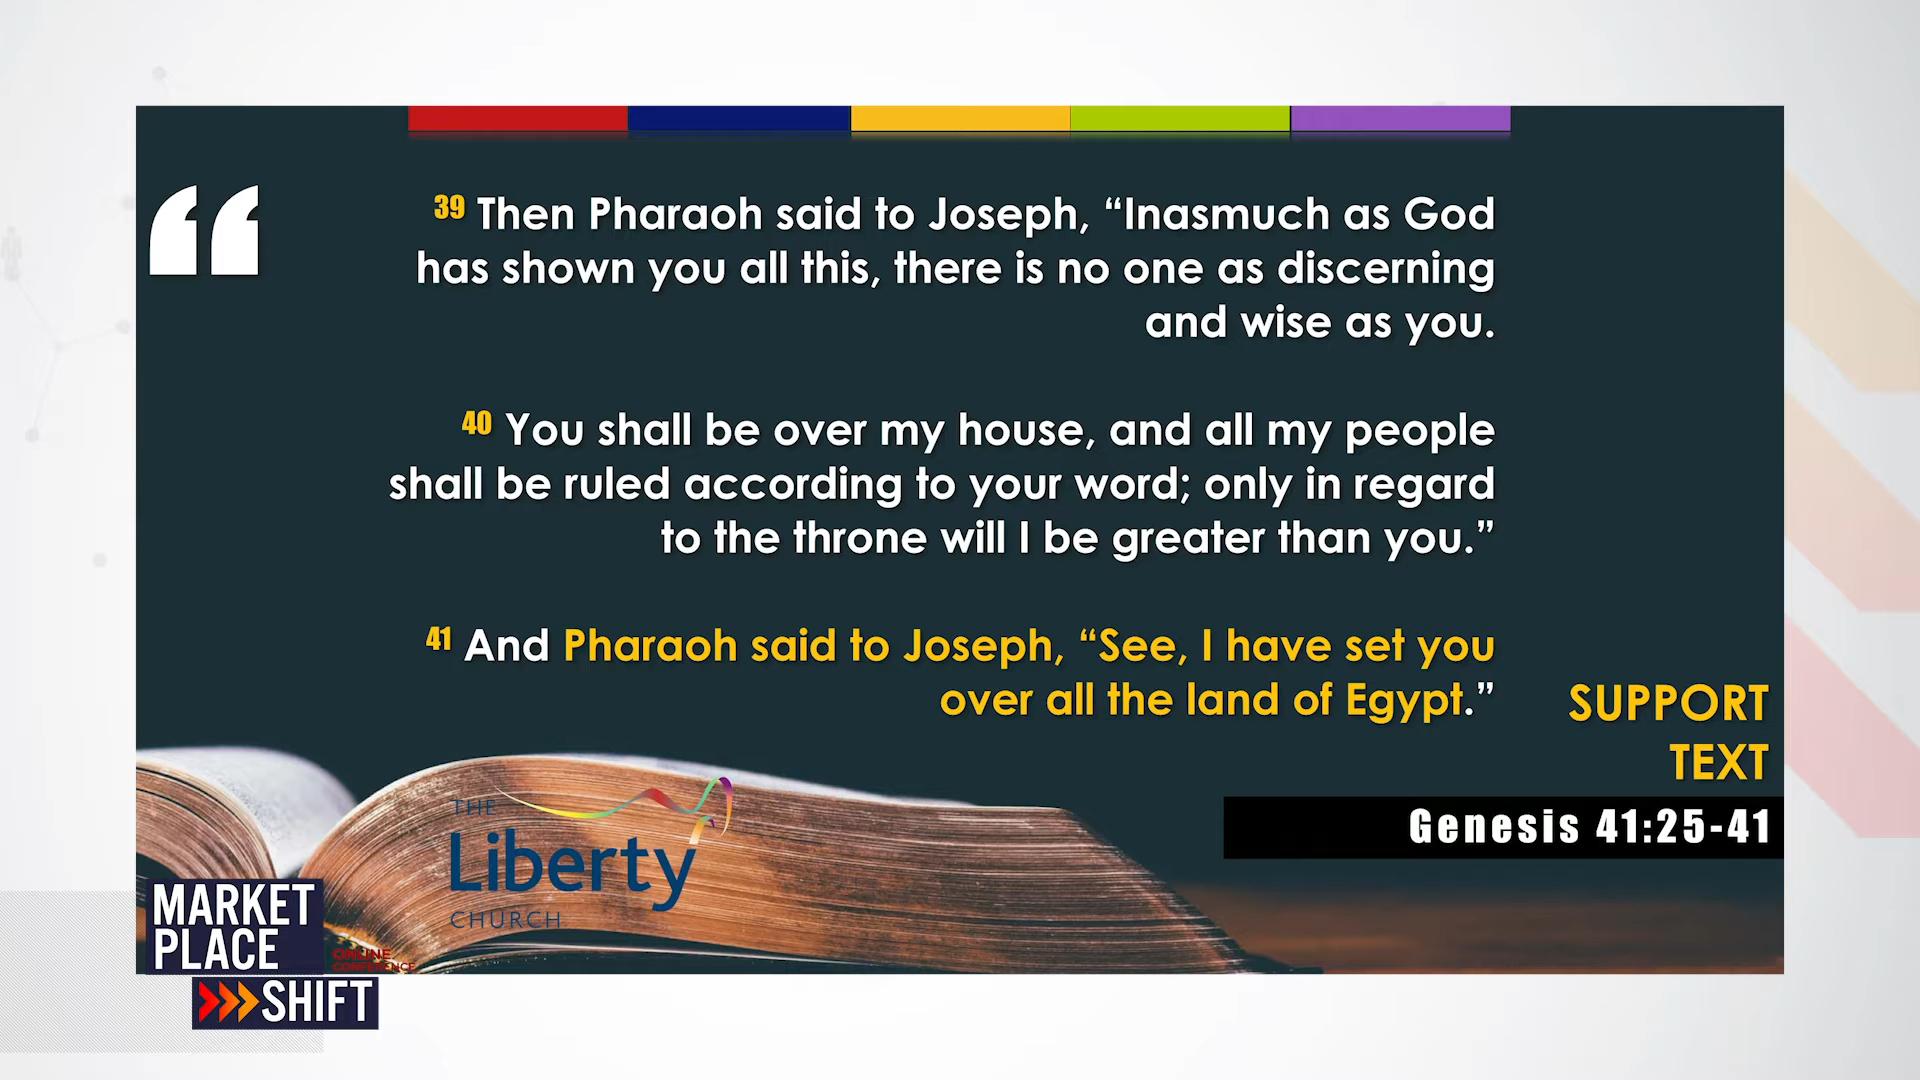 “
39 Then Pharaoh said to Joseph, “Inasmuch as God
has shown you all this, there is no one as discerning
and wise as you.
40 You shall be over my house, and all my people
shall be ruled according to your word; only in regard
to the throne will I be greater than you.”
41 And Pharaoh said to Joseph, “See, I have set you
over all the land of Egypt.”
SUPPORT
TEXT
Genesis 41:25-41
THE
Liberty
CHURCH
MARKET
PLACE
ONLINE
CONFERENCE
SHIFT